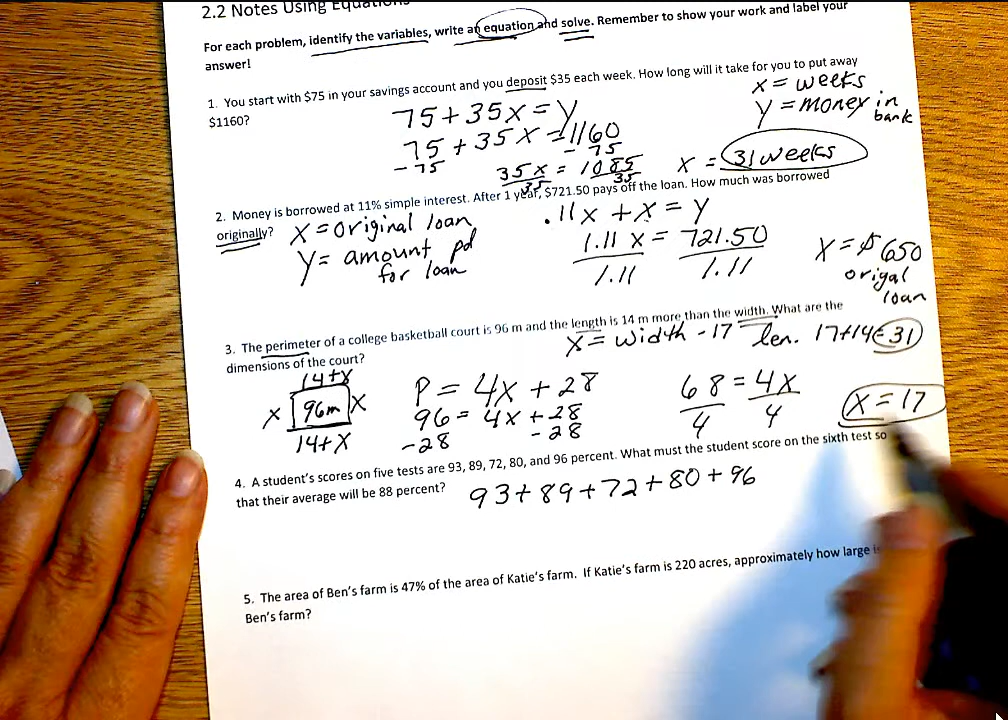 2.2 Notes Using Equations
For each problem, identify the variables, write an equation and solve. Remember to show your work and label your
answer!
1. You start with $75 in your savings account and you deposit $35 each week. How long will it take for you to put away
$1160?
x = weeks
y = money in
bank
75+35x = y
75 + 35x = 1160
-75 -75
35x = 1085
35 35
x = 31 weeks
2. Money is borrowed at 11% simple interest. After 1 year, $721.50 pays off the loan. How much was borrowed
originally?
x = original loan
y = amount pd
for loan
.11x + x = y
1.11 x = 721.50
1.11 1.11
x = $650
origal
loan
3. The perimeter of a college basketball court is 96 m and the length is 14 m more than the width. What are the
dimensions of the court?
x = width - 17 len. 17+14= 31
14+x
x 96m x
14+x
P = 4x + 28
96 = 4x + 28
-28 -28
68 = 4x
4 4
x = 17
4. A student's scores on five tests are 93, 89, 72, 80, and 96 percent. What must the student score on the sixth test so
that their average will be 88 percent?
93+89+72+80+96
5. The area of Ben's farm is 47% of the area of Katie's farm. If Katie's farm is 220 acres, approximately how large
Ben's farm?